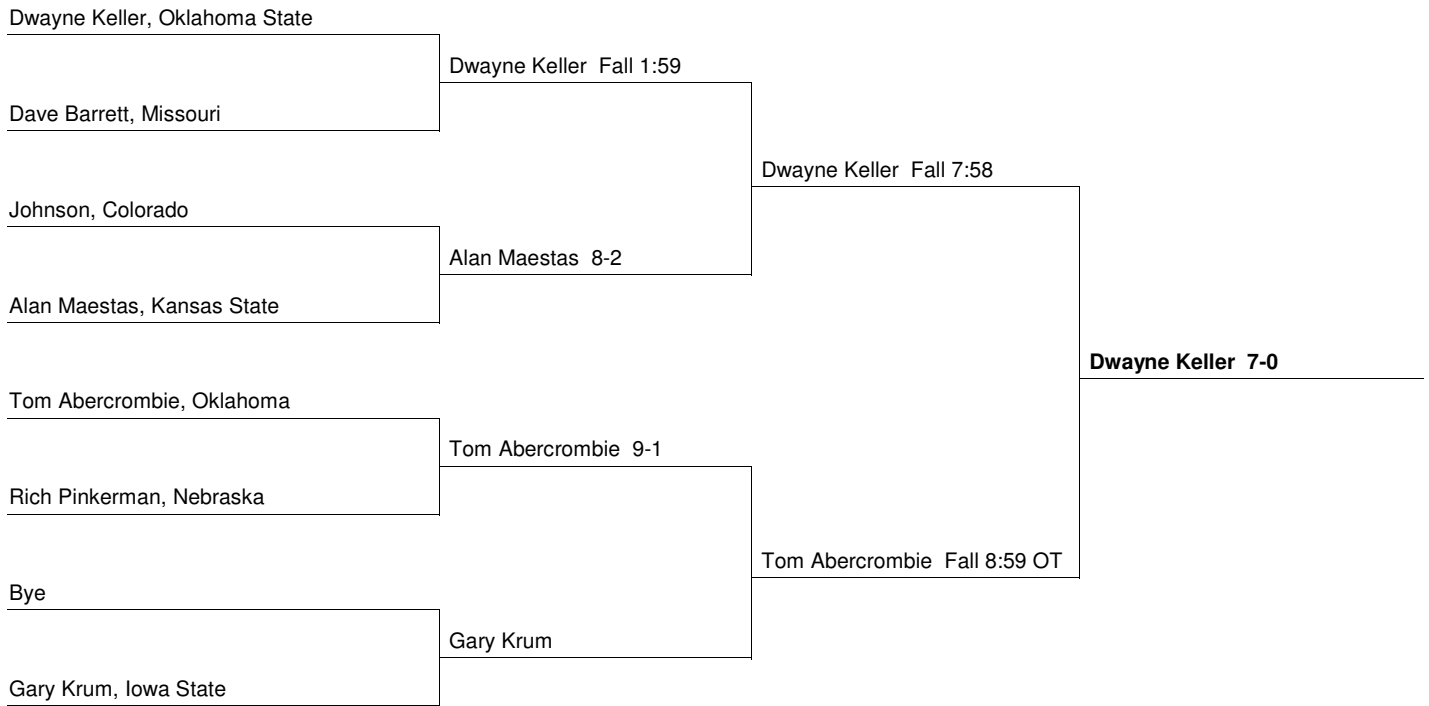 Dwayne Keller, Oklahoma State
Dwayne Keller  Fall 1:59
Dave Barrett, Missouri
Dwayne Keller  Fall 7:58
Johnson, Colorado
Alan Maestas  8-2
Alan Maestas, Kansas State
Dwayne Keller  7-0
Tom Abercrombie, Oklahoma
Tom Abercrombie  9-1
Rich Pinkerman, Nebraska
Tom Abercrombie  Fall 8:59 OT
Bye
Gary Krum
Gary Krum, Iowa State